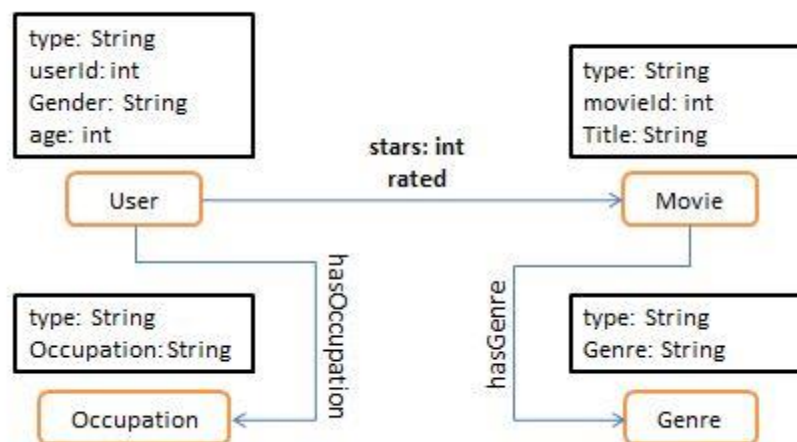 type: String
userId: int
Gender: String
age: int
type: String
movieId: int
Title: String
stars: int
rated
User
Movie
hasOccupation
hasGenre
type: String
Occupation: String
type: String
Genre: String
Occupation
Genre